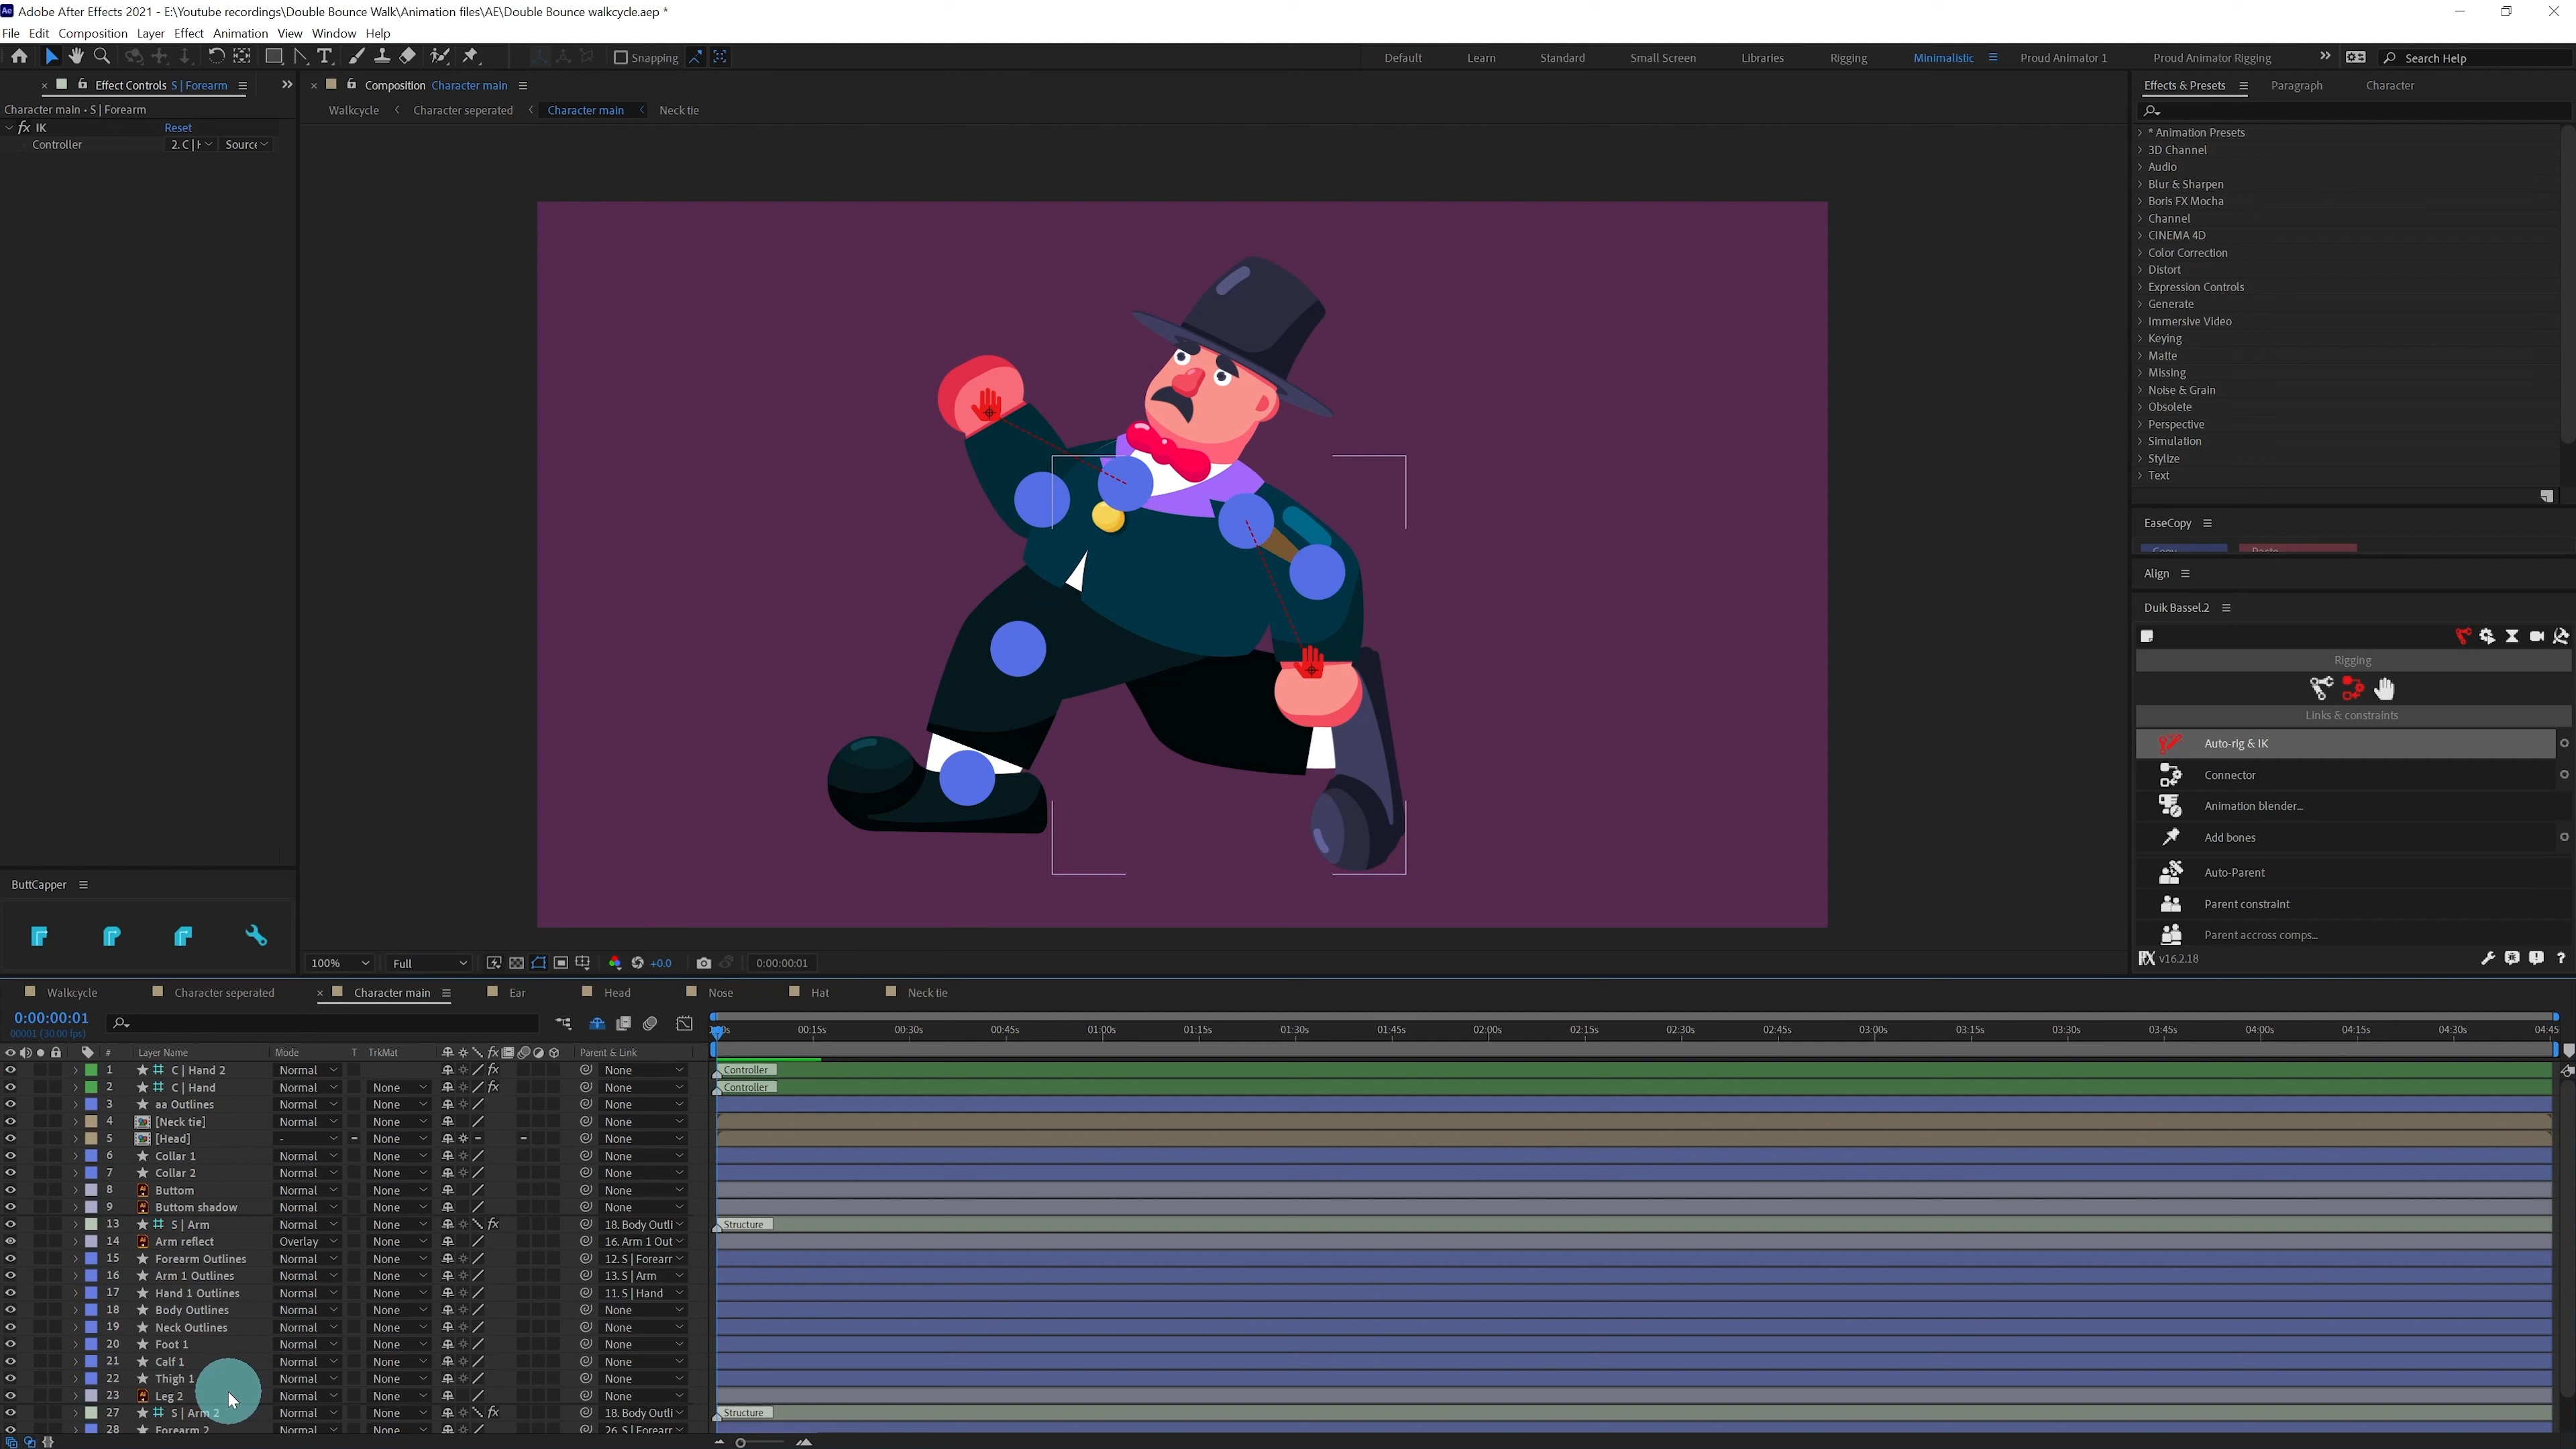 Adobe After Effects 2021 - E:\Youtube recordings\Double Bounce Walk\Animation files\AE\Double Bounce walkcycle.aep *
File Edit Composition Layer Effect Animation View Window Help
Snapping Default Learn Standard Small Screen Libraries Rigging Minimalistic Proud Animator 1 Proud Animator Rigging Search Help
Effect Controls S | Forearm
Character main • S | Forearm
fx IK Reset
Controller 2. C | Source
Composition Character main
Walkcycle Character seperated Character main Neck tie
Effects & Presets Paragraph Character
* Animation Presets
3D Channel
Audio
Blur & Sharpen
Boris FX Mocha
Channel
CINEMA 4D
Color Correction
Distort
Expression Controls
Generate
Immersive Video
Keying
Matte
Missing
Noise & Grain
Obsolete
Perspective
Simulation
Stylize
Text
EaseCopy
Align
Duik Bassel.2
Rigging
Links & constraints
Auto-rig & IK
Connector
Animation blender...
Add bones
Auto-Parent
Parent constraint
Parent accross comps...
v16.2.18
ButtCapper
100% Full +0.0 0:00:00:01
Walkcycle Character seperated Character main Ear Head Nose Hat Neck tie
0:00:00:01
00001 (30.00 fps)
00:15s 00:30s 00:45s 01:00s 01:15s 01:30s 01:45s 02:00s 02:15s 02:30s 02:45s 03:00s 03:15s 03:30s 03:45s 04:00s 04:15s 04:30s 04:45
# Layer Name Mode T TrkMat fx Parent & Link
1 C | Hand 2 Normal fx None Controller
2 C | Hand Normal None fx None Controller
3 aa Outlines Normal None None
4 [Neck tie] Normal None None
5 [Head] - None None
6 Collar 1 Normal None None
7 Collar 2 Normal None None
8 Buttom Normal None None
9 Buttom shadow Normal None None
13 S | Arm Normal None fx 18. Body Outli Structure
14 Arm reflect Overlay None 16. Arm 1 Out
15 Forearm Outlines Normal None 12. S | Forearr
16 Arm 1 Outlines Normal None 13. S | Arm
17 Hand 1 Outlines Normal None 11. S | Hand
18 Body Outlines Normal None None
19 Neck Outlines Normal None None
20 Foot 1 Normal None None
21 Calf 1 Normal None None
22 Thigh 1 Normal None None
23 Leg 2 Normal None None
27 S | Arm 2 Normal None fx 18. Body Outli Structure
28 Forearm 2 Normal None 26. S | Forearr